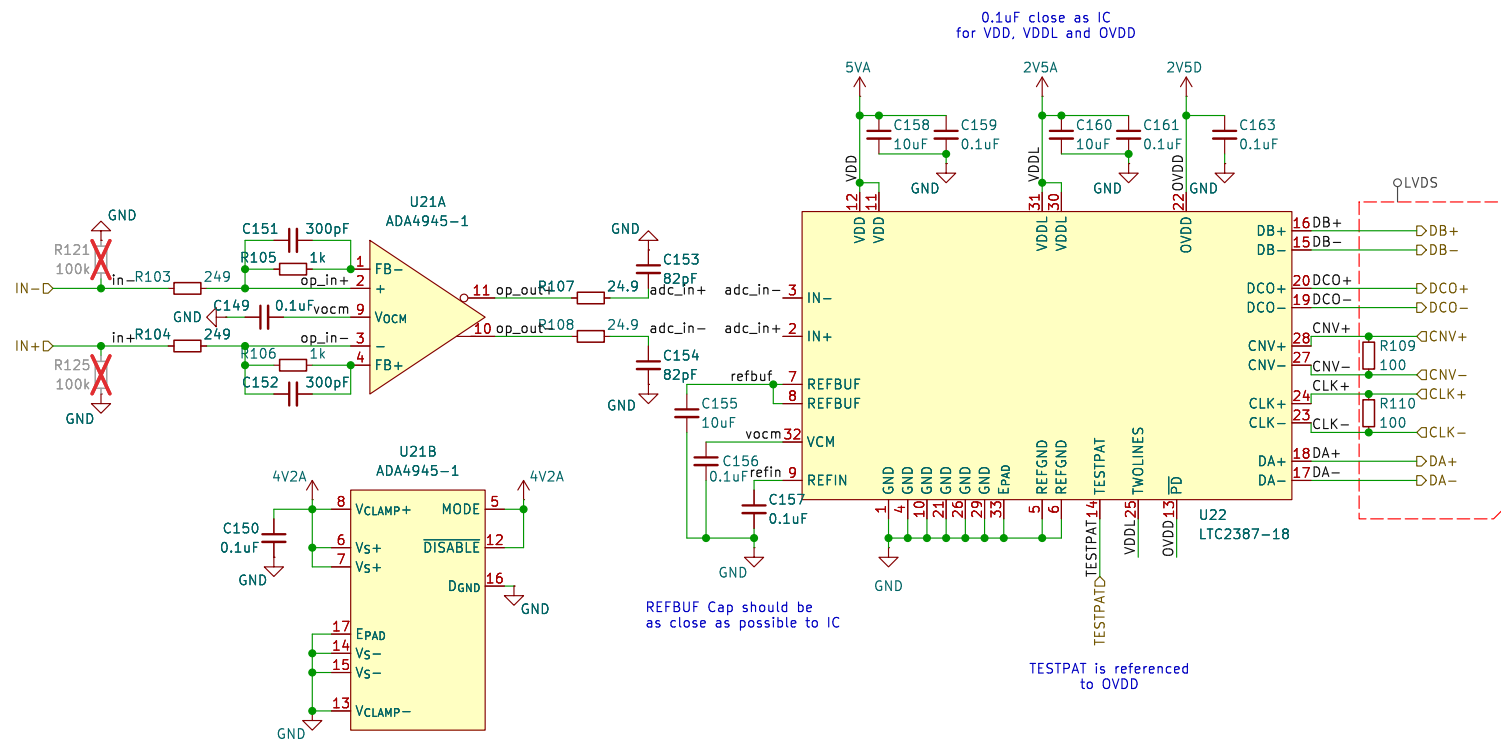 0.1uF close as IC
for VDD, VDDL and OVDD
5VA
2V5A
2V5D
C158
10uF
C159
0.1uF
C160
10uF
C161
0.1uF
C163
0.1uF
VDD
VDDL
OVDD
GND
GND
GND
LVDS
12
11
31
30
22
VDD
VDD
VDDL
VDDL
OVDD
U21A
ADA4945-1
GND
R121
100k
C151
300pF
R105
1k
IN-
in-
R103
249
op_in+
1
FB-
2
+
GND
C149
0.1uF
vocm
9
VOCM
IN+
in+
R104
249
op_in-
3
-
R106
1k
4
FB+
R125
100k
GND
C152
300pF
11
op_out+
R107
24.9
10
op_out-
R108
24.9
GND
C153
82pF
adc_in+
adc_in-
C154
82pF
GND
adc_in-
3
IN-
adc_in+
2
IN+
refbuf
7
REFBUF
8
REFBUF
C155
10uF
vocm
32
VCM
C156
0.1uF
refin
9
REFIN
C157
0.1uF
GND
DB+
16
DB+
DB+
DB-
15
DB-
DB-
DCO+
20
DCO+
DCO+
DCO-
19
DCO-
DCO-
CNV+
28
CNV+
CNV+
R109
100
CNV-
27
CNV-
CNV-
CLK+
24
CLK+
CLK+
R110
100
CLK-
23
CLK-
CLK-
DA+
18
DA+
DA+
DA-
17
DA-
DA-
GND
GND
GND
GND
GND
GND
EPAD
REFGND
REFGND
TESTPAT
TWOLINES
PD
1
4
10
21
26
29
33
5
6
14
25
13
U22
LTC2387-18
TESTPAT
VDDL
OVDD
GND
TESTPAT
U21B
ADA4945-1
4V2A
4V2A
8
VCLAMP+
MODE
5
C150
0.1uF
6
VS+
DISABLE
12
7
VS+
GND
DGND
16
GND
17
EPAD
14
VS-
15
VS-
13
VCLAMP-
GND
REFBUF Cap should be
as close as possible to IC
TESTPAT is referenced
to OVDD